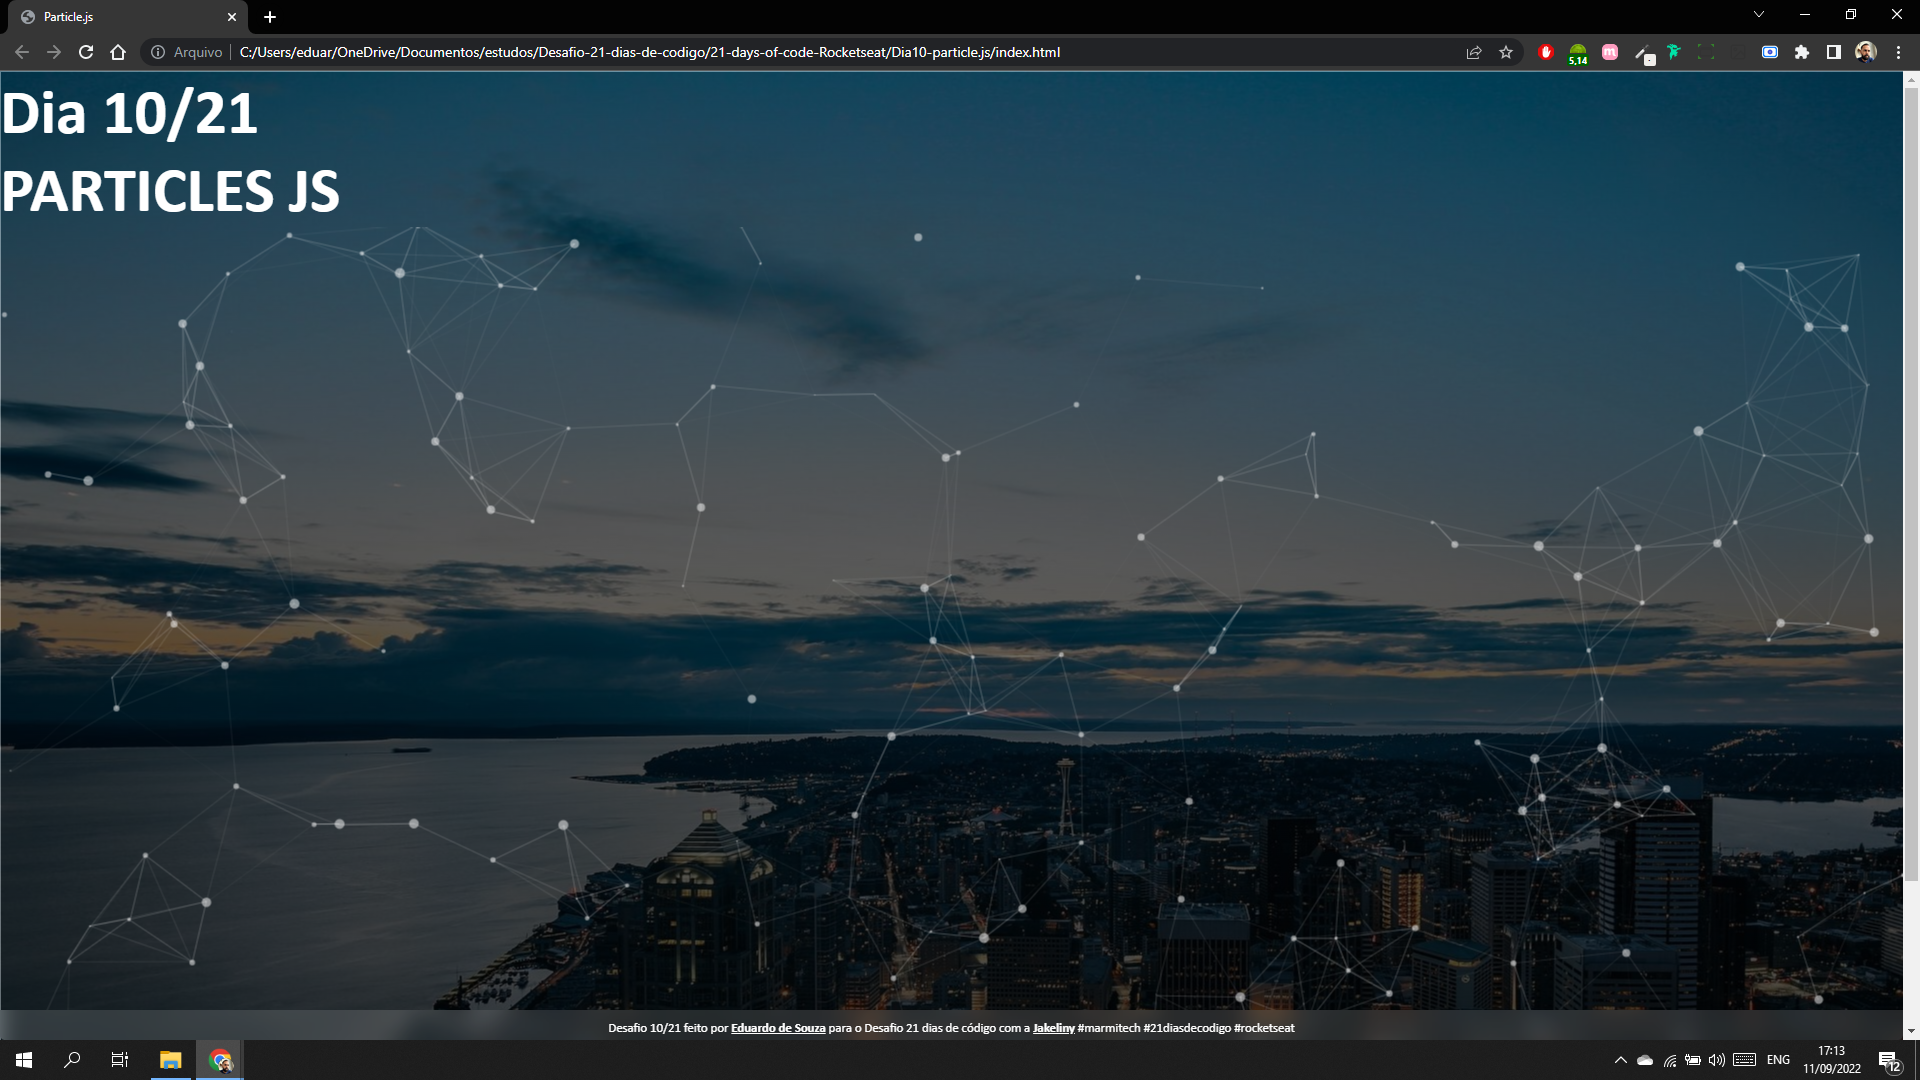 Particle.js
Arquivo
C:/Users/eduar/OneDrive/Documentos/estudos/Desafio-21-dias-de-codigo/21-days-of-code-Rocketseat/Dia10-particle.js/index.html
5,14
m
Dia 10/21
PARTICLES JS
Desafio 10/21 feito por Eduardo de Souza para o Desafio 21 dias de código com a Jakeliny #marmitech #21diasdecodigo #rocketseat
ENG
17:13
11/09/2022
12